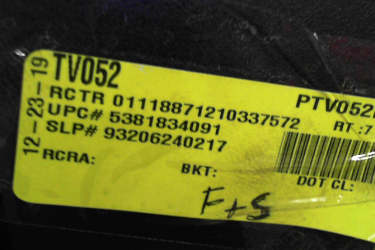 12-23-19
TV052
RCTR 01118871210337572
PTV052
UPC# 5381834091
RT:7
SLP# 93206240217
RCRA:
BKT:
DOT CL:
F+S